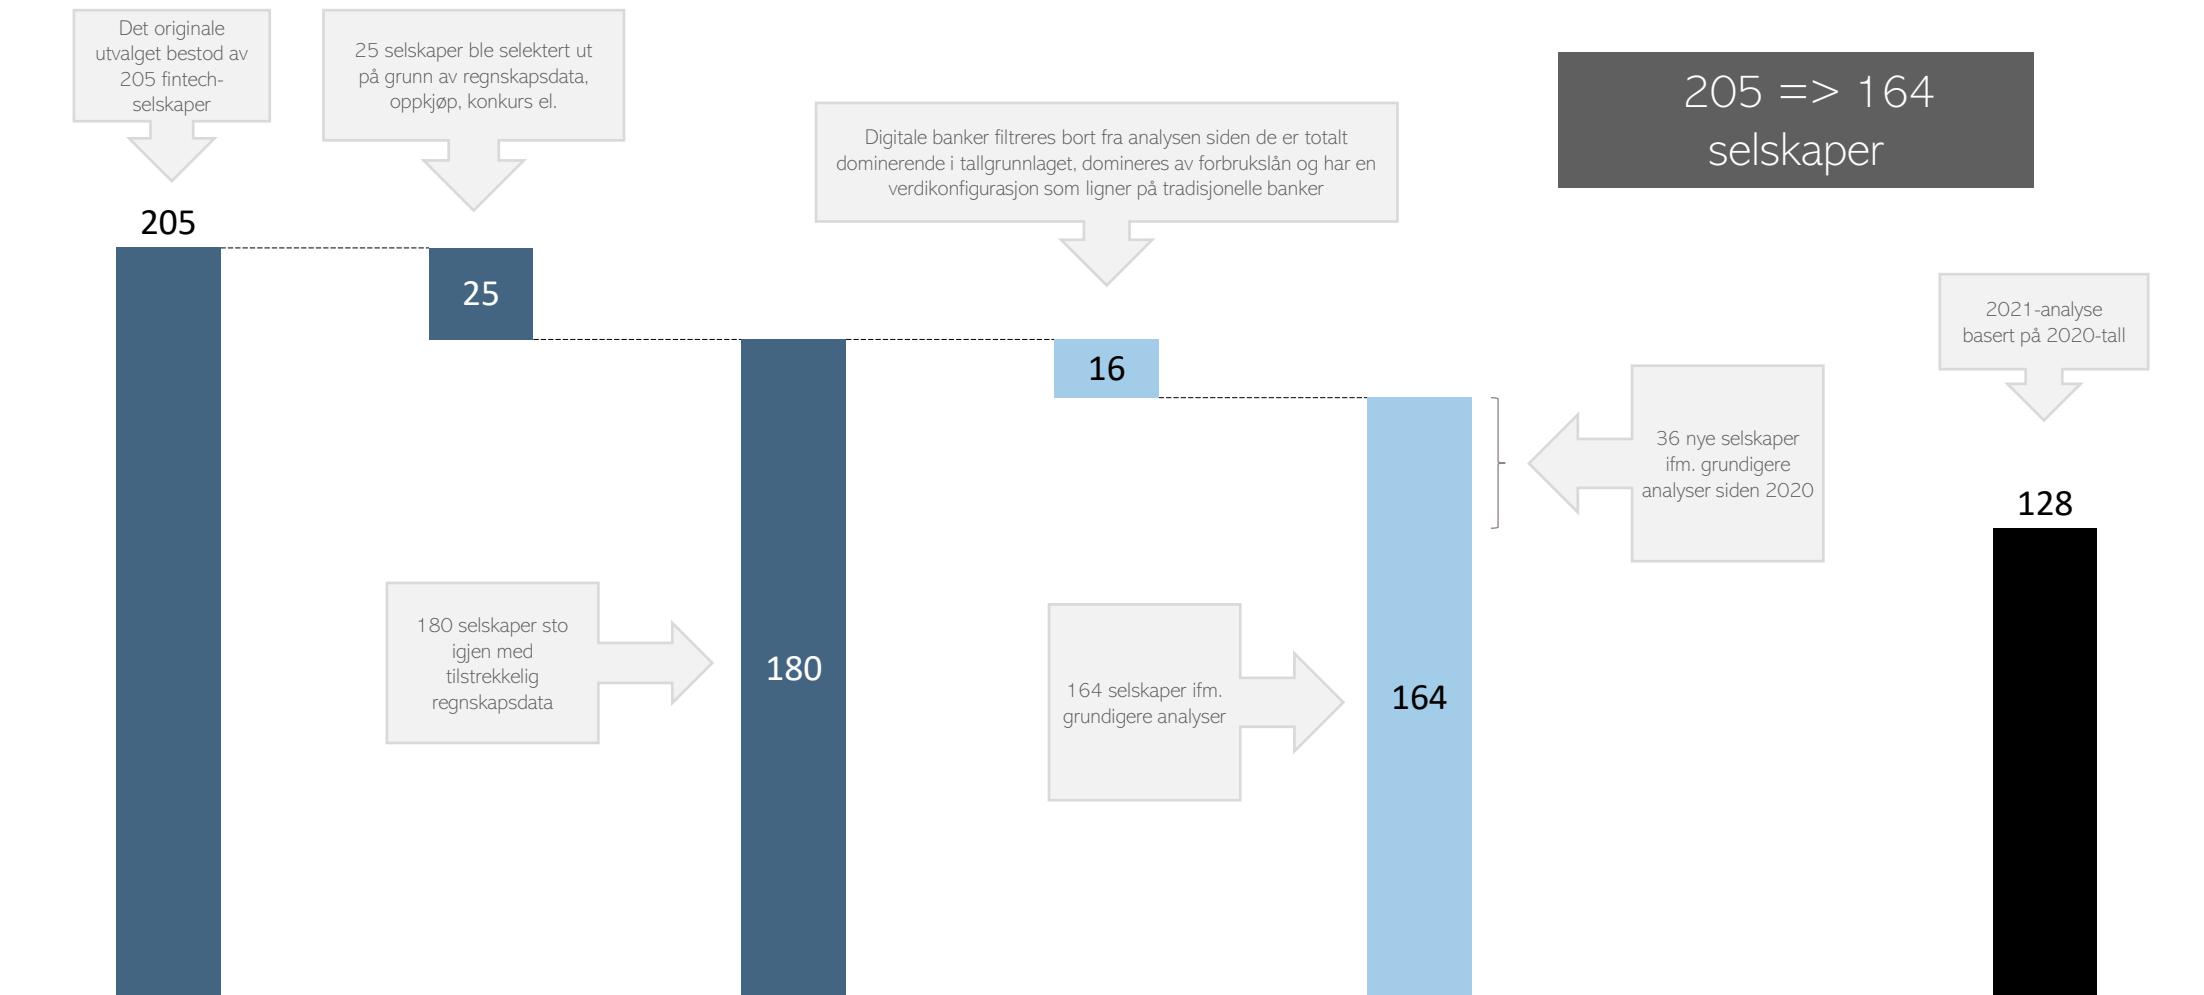 Det originale
utvalget bestod av
205 fintech-
selskaper
25 selskaper ble selektert ut
på grunn av regnskapsdata,
oppkjøp, konkurs el.
Digitale banker filtreres bort fra analysen siden de er totalt
dominerende i tallgrunnlaget, domineres av forbrukslån og har en
verdikonfigurasjon som ligner på tradisjonelle banker
205 => 164
selskaper
205
25
16
2021-analyse
basert på 2020-tall
36 nye selskaper
ifm. grundigere
analyser siden 2020
128
180 selskaper sto
igjen med
tilstrekkelig
regnskapsdata
180
164 selskaper ifm.
grundigere analyser
164